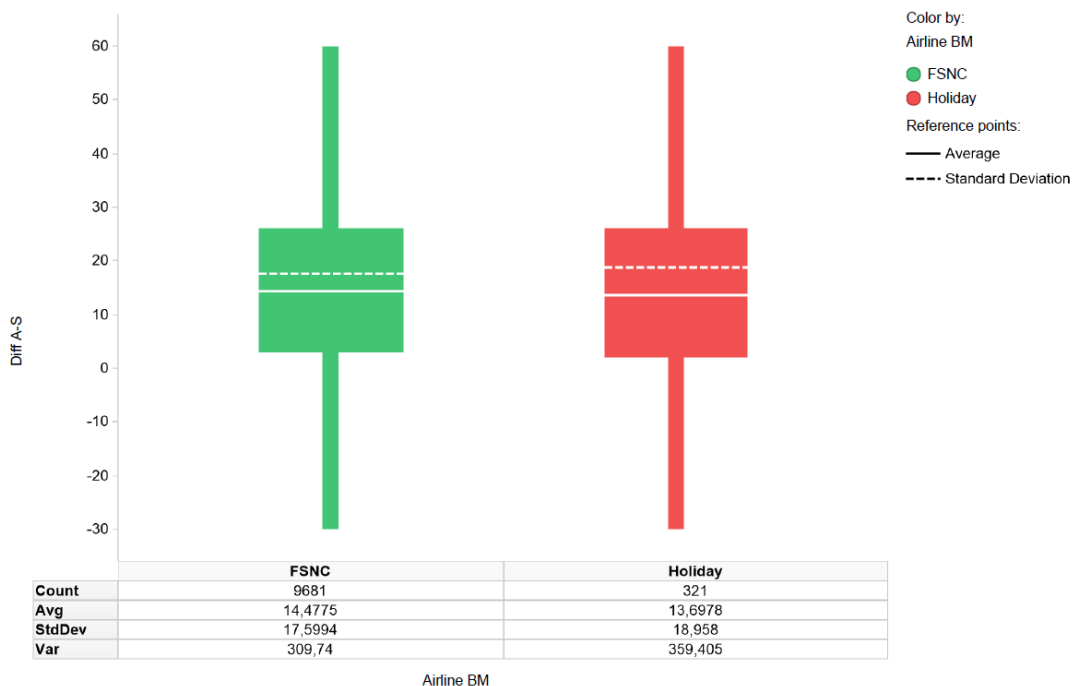 60
50
40
30
20
10
0
-10
-20
-30
Diff A-S
FSNC Holiday
Count 9681 321
Avg 14,4775 13,6978
StdDev 17,5994 18,958
Var 309,74 359,405
Airline BM
Color by:
Airline BM
FSNC
Holiday
Reference points:
Average
Standard Deviation